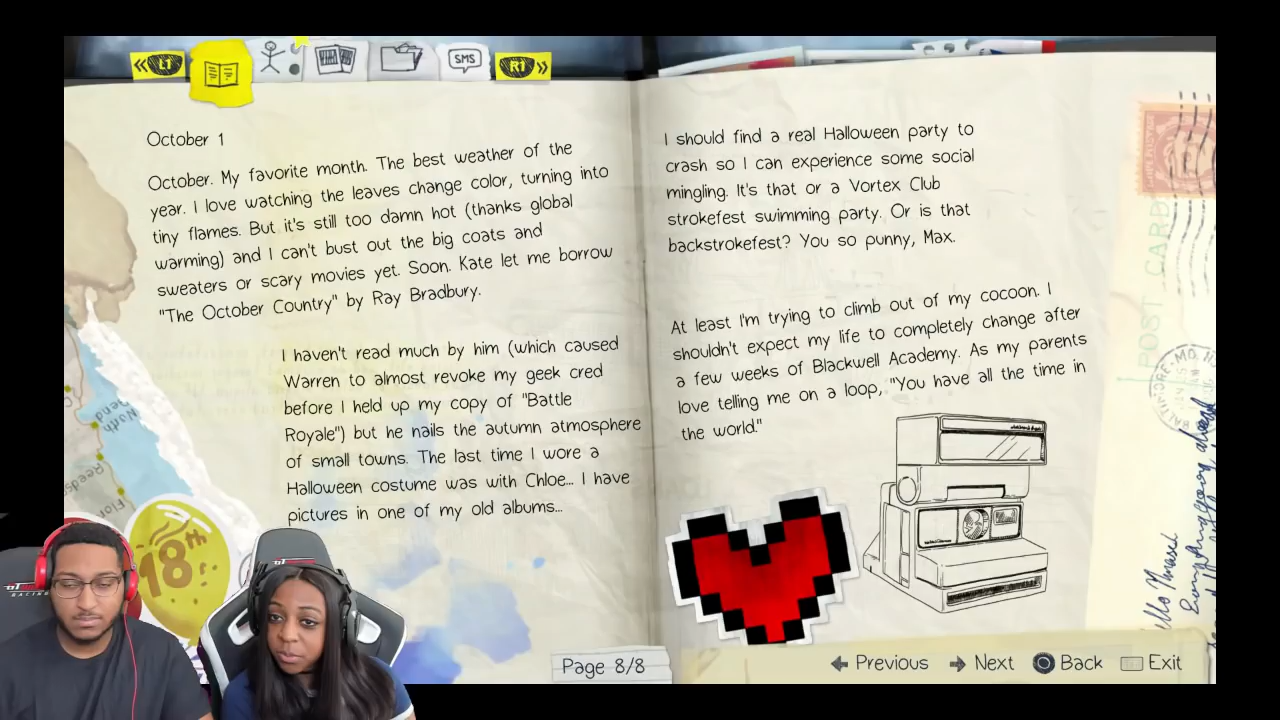 LT
SMS
R1
October 1
October. My favorite month. The best weather of the
year. I love watching the leaves change color, turning into
tiny flames. But it's still too damn hot (thanks global
warming) and I can't bust out the big coats and
sweaters or scary movies yet. Soon. Kate let me borrow
"The October Country" by Ray Bradbury.
I haven't read much by him (which caused
Warren to almost revoke my geek cred
before I held up my copy of "Battle
Royale") but he nails the autumn atmosphere
of small towns. The last time I wore a
Halloween costume was with Chloe... I have
pictures in one of my old albums...
18th
I should find a real Halloween party to
crash so I can experience some social
mingling. It's that or a Vortex Club
strokefest swimming party. Or is that
backstrokefest? You so punny, Max.
At least I'm trying to climb out of my cocoon. I
shouldn't expect my life to completely change after
a few weeks of Blackwell Academy. As my parents
love telling me on a loop, "You have all the time in
the world."
POST CARD
Page 8/8
Previous
Next
Back
Exit